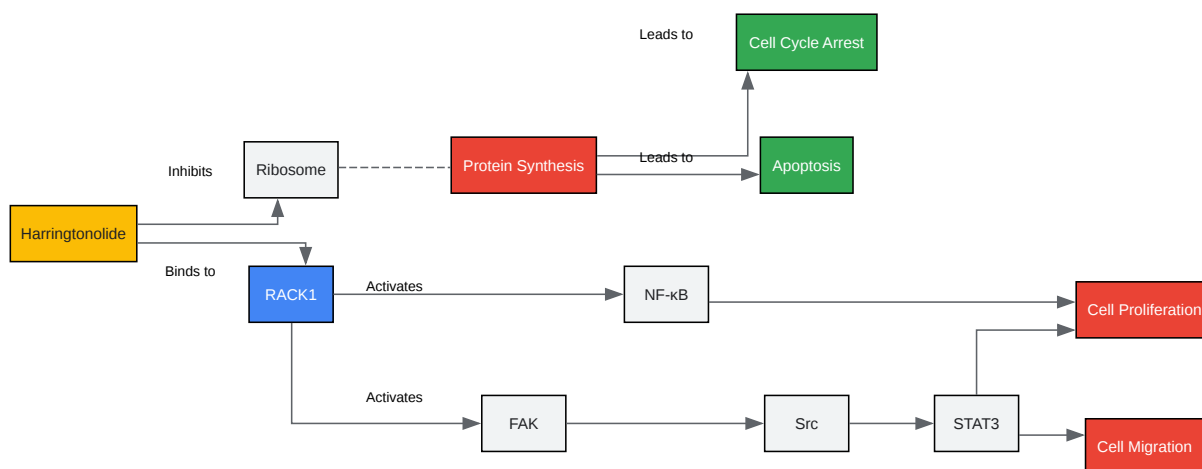 Leads to
Cell Cycle Arrest
Inhibits
Ribosome
Protein Synthesis
Leads to
Apoptosis
Harringtonolide
Binds to
RACK1
Activates
NF-κB
Cell Proliferation
Activates
FAK
Src
STAT3
Cell Migration